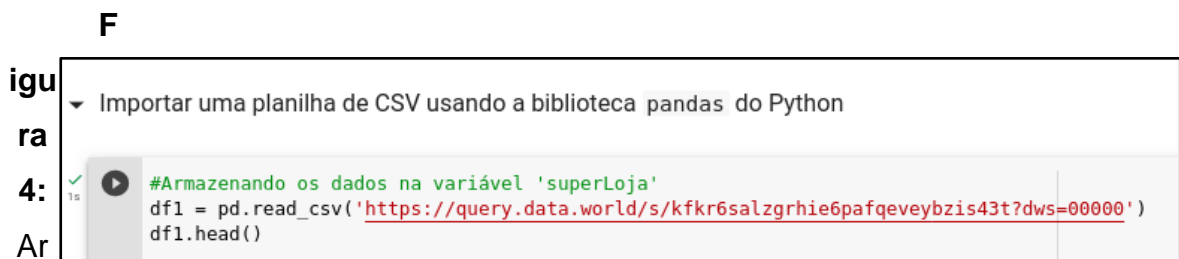 F
igu
ra
4:
Ar
Importar uma planilha de CSV usando a biblioteca pandas do Python
1s
#Armazenando os dados na variável 'superLoja'
df1 = pd.read_csv('https://query.data.world/s/kfkr6salzgrhie6pafqeveybzis43t?dws=00000')
df1.head()